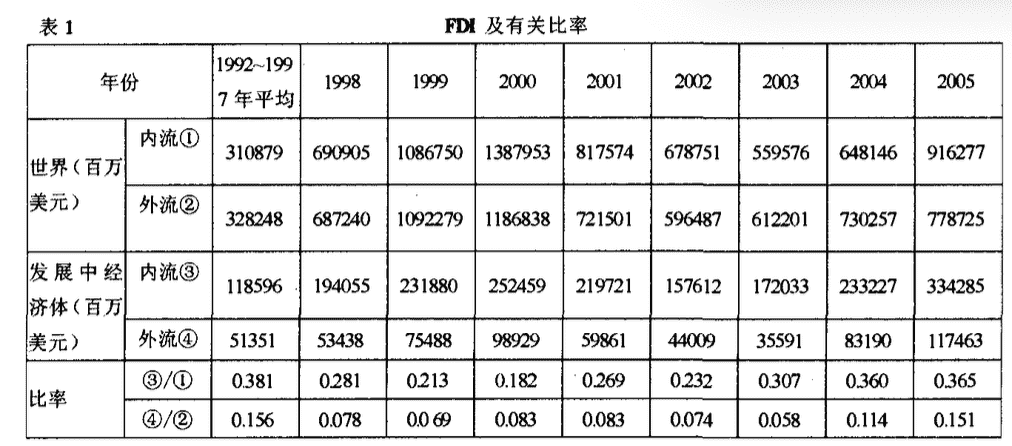 表 1 FDI 及有关比率
年份 1992~1997年平均 1998 1999 2000 2001 2002 2003 2004 2005
世界（百万美元） 内流① 310879 690905 1086750 1387953 817574 678751 559576 648146 916277
外流② 328248 687240 1092279 1186838 721501 596487 612201 730257 778725
发展中经济体（百万美元） 内流③ 118596 194055 231880 252459 219721 157612 172033 233227 334285
外流④ 51351 53438 75488 98929 59861 44009 35591 83190 117463
比率 ③/① 0.381 0.281 0.213 0.182 0.269 0.232 0.307 0.360 0.365
④/② 0.156 0.078 0.0 69 0.083 0.083 0.074 0.058 0.114 0.151